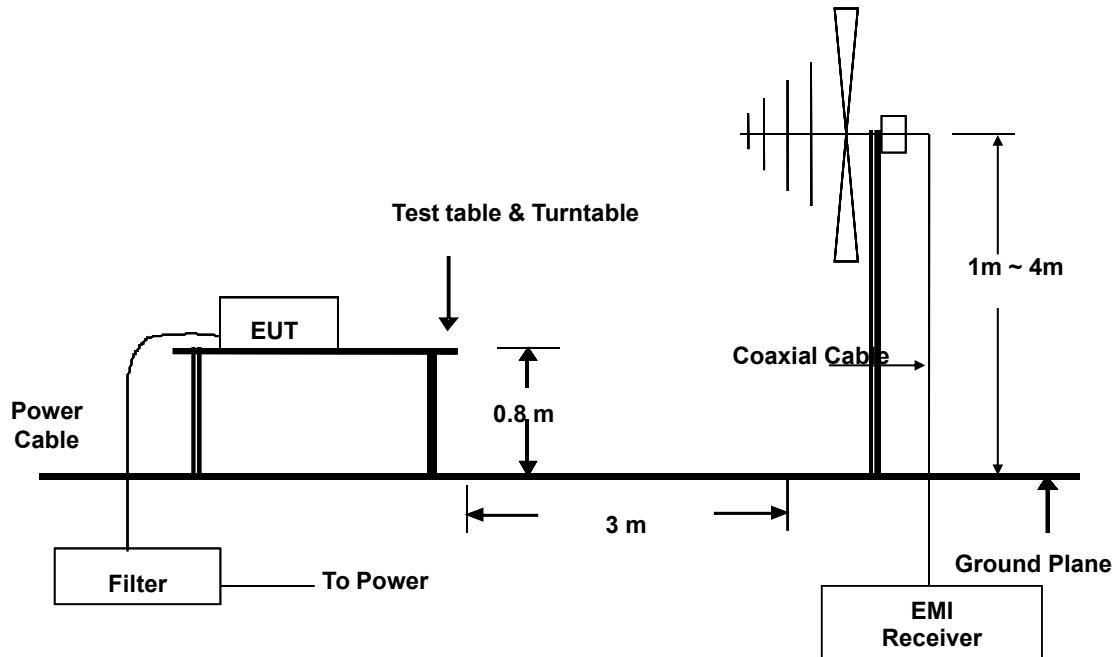 Test table & Turntable
1m ~ 4m
EUT
Coaxial Cable
0.8 m
Power
Cable
3 m
Ground Plane
Filter
To Power
EMI
Receiver